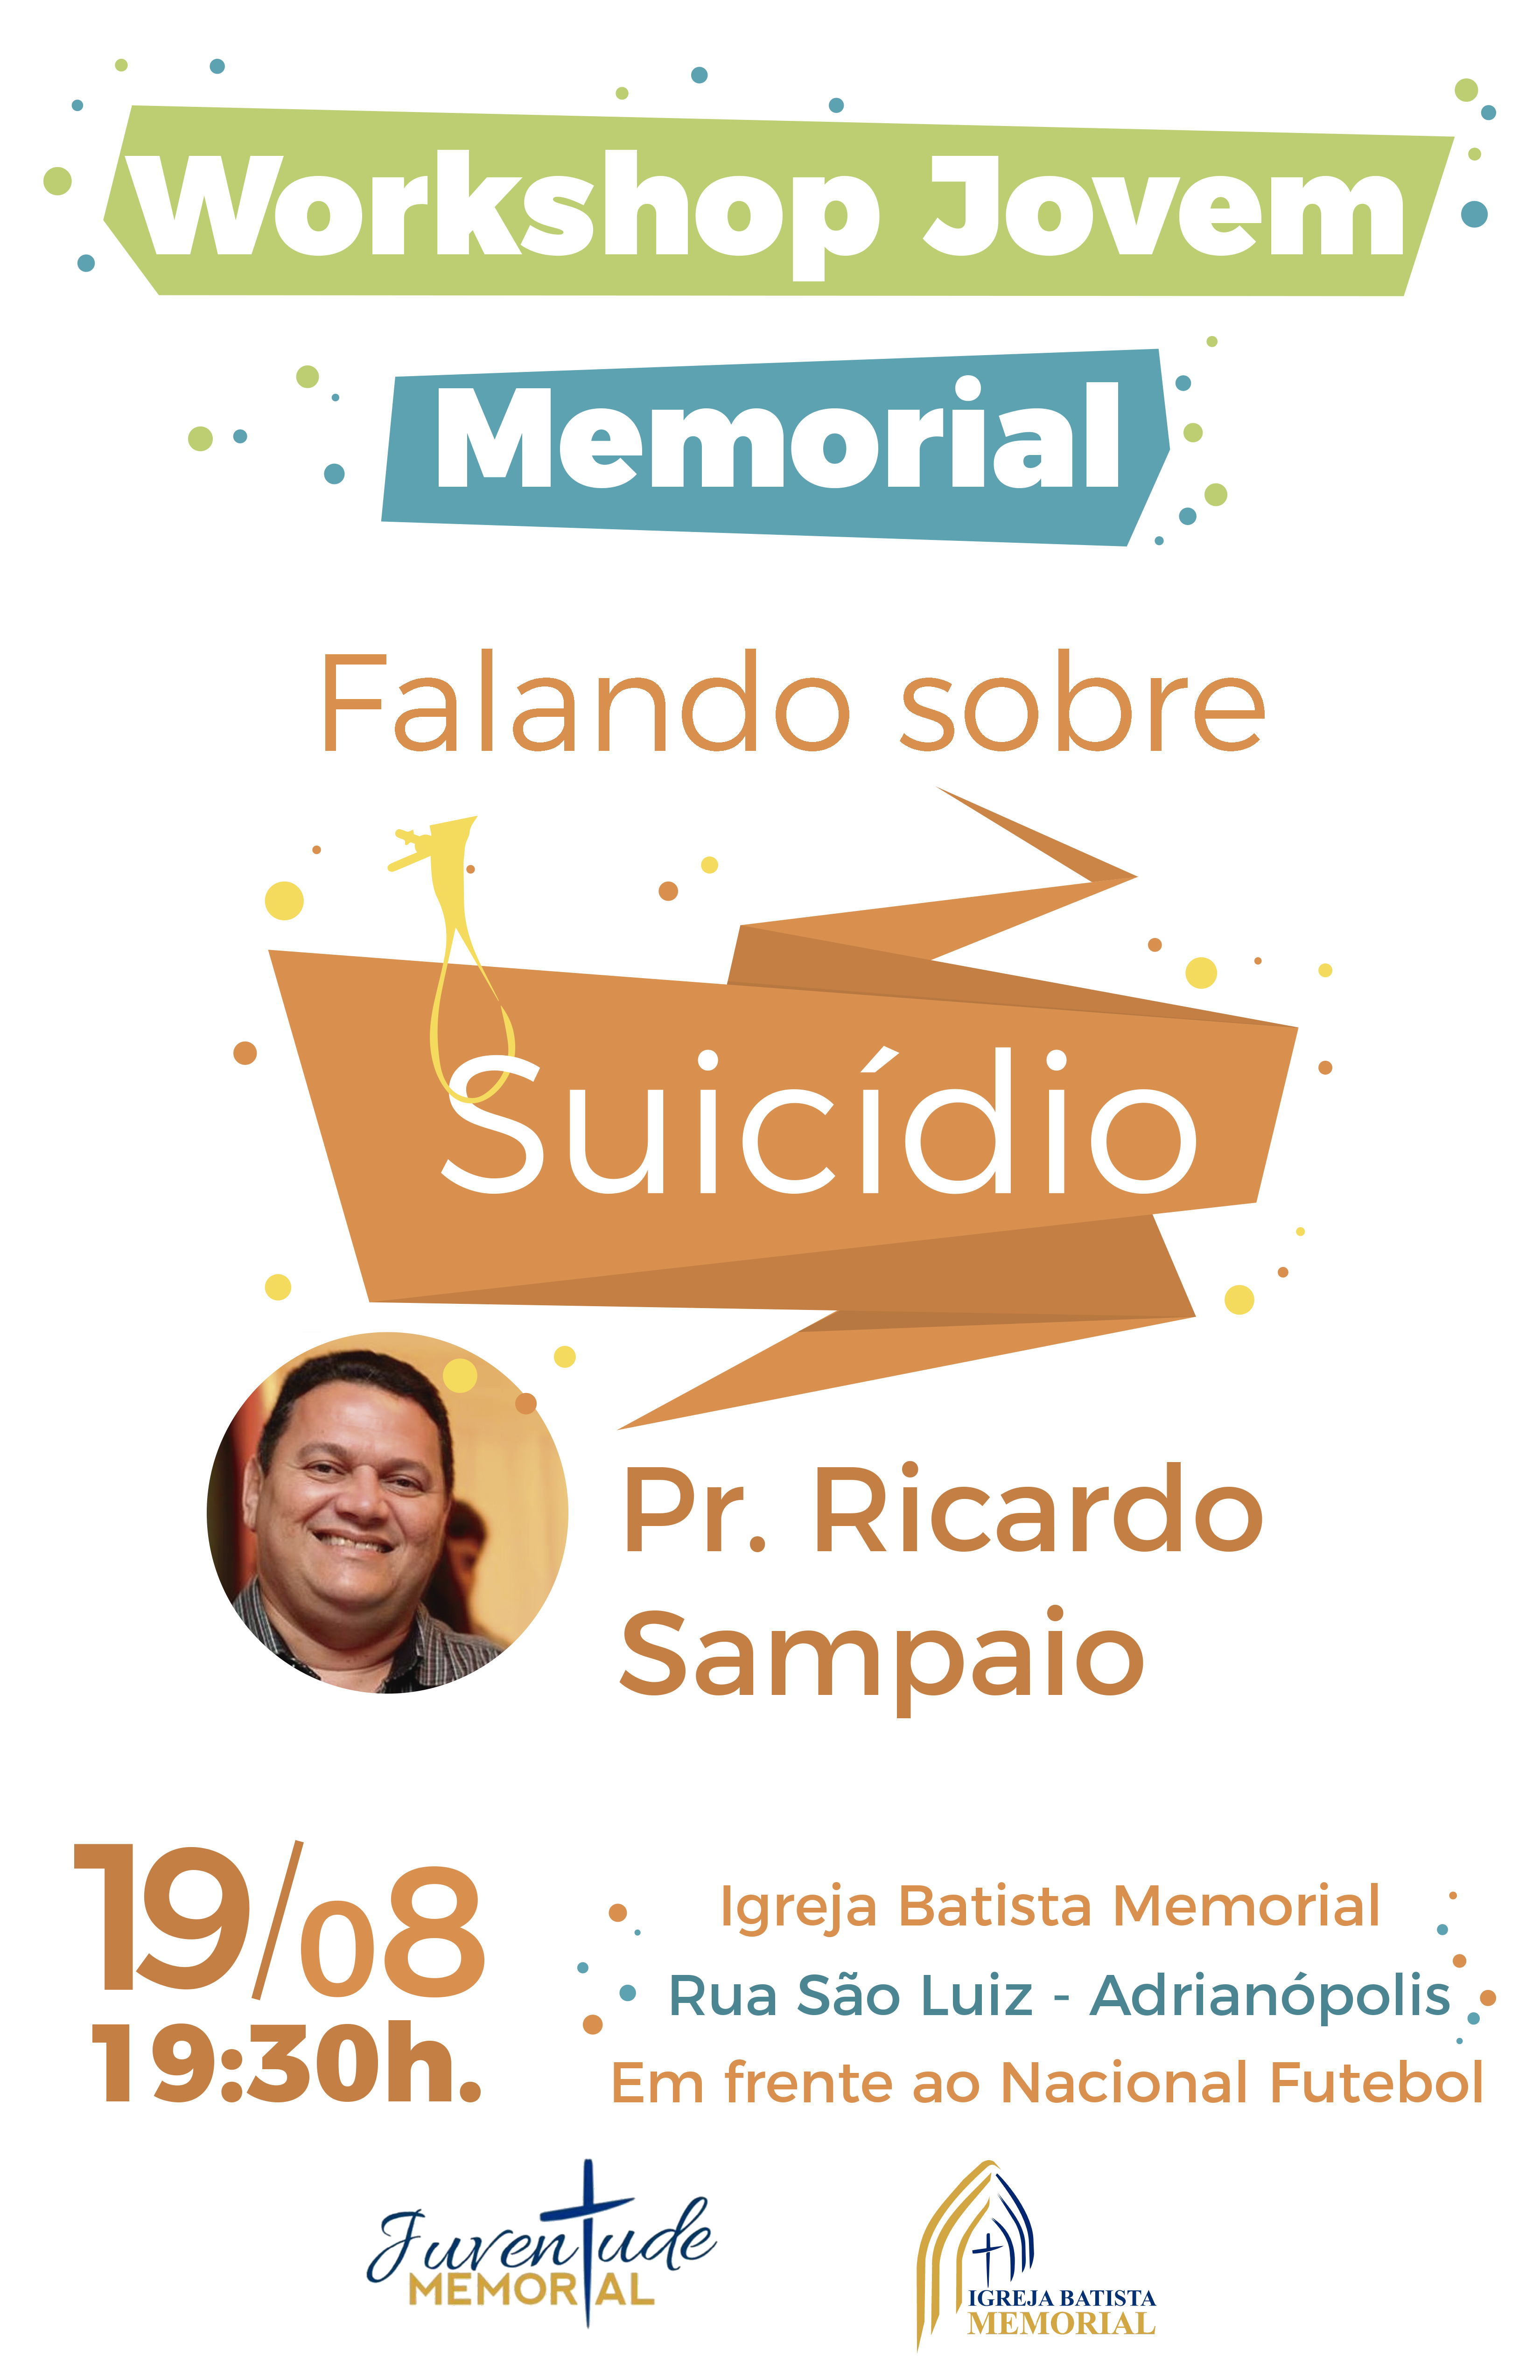 Workshop Jovem
Memorial
Falando sobre
Suicídio
Pr. Ricardo
Sampaio
19/08
19:30h.
Igreja Batista Memorial
Rua São Luiz - Adrianópolis
Em frente ao Nacional Futebol
Juventude
MEMORIAL
IGREJA BATISTA
MEMORIAL